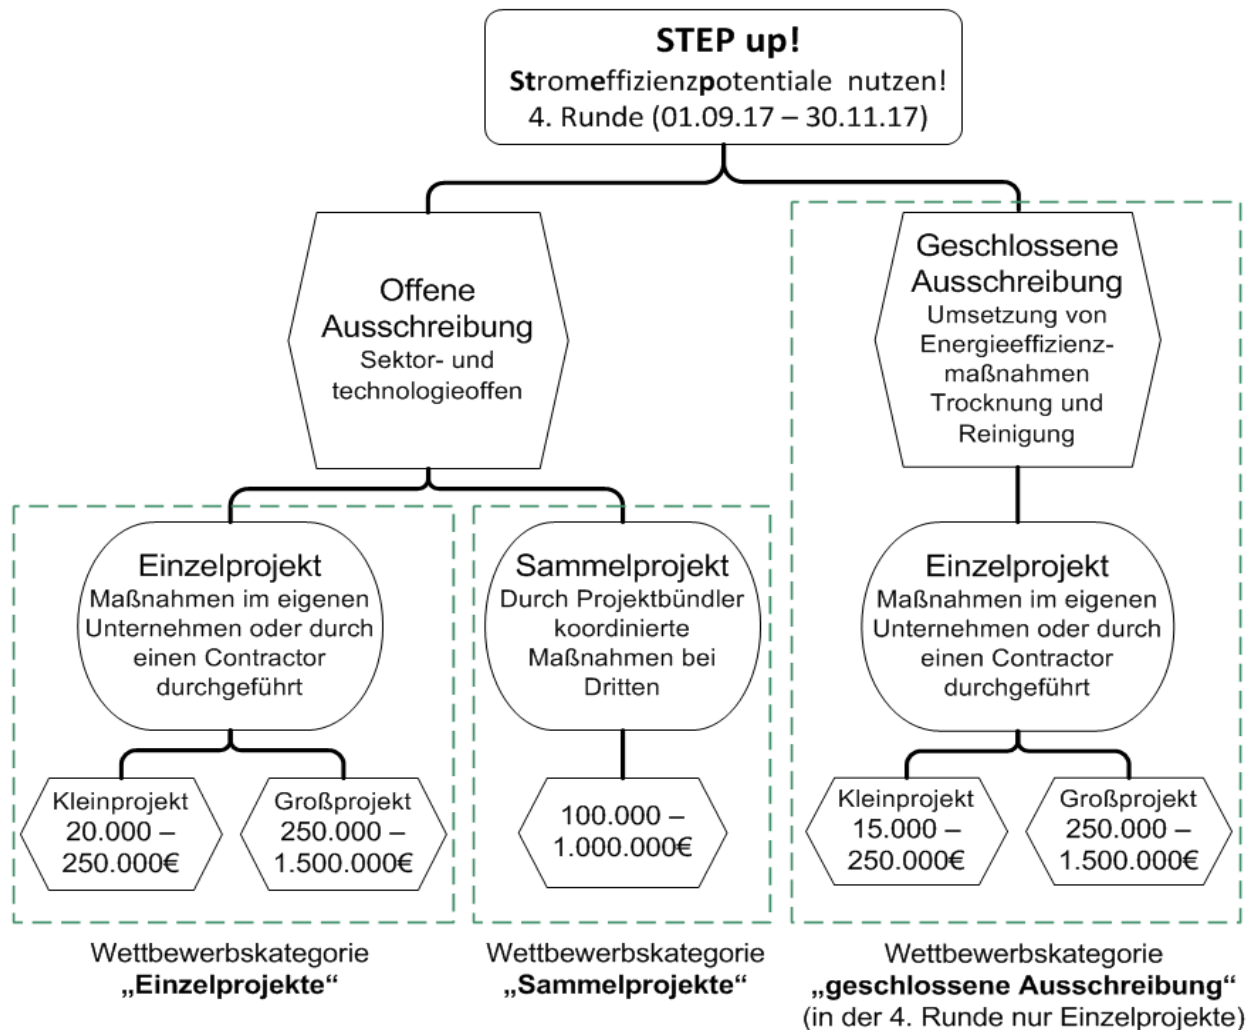 STEP up!
Stromeffizienzpotentiale nutzen!
4. Runde (01.09.17 – 30.11.17)
Offene
Ausschreibung
Sektor- und
technologieoffen
Geschlossene
Ausschreibung
Umsetzung von
Energieeffizienz-
maßnahmen
Trocknung und
Reinigung
Einzelprojekt
Maßnahmen im eigenen
Unternehmen oder durch
einen Contractor
durchgeführt
Sammelprojekt
Durch Projektbündler
koordinierte
Maßnahmen bei
Dritten
Einzelprojekt
Maßnahmen im eigenen
Unternehmen oder durch
einen Contractor
durchgeführt
Kleinprojekt
20.000 –
250.000€
Großprojekt
250.000 –
1.500.000€
100.000 –
1.000.000€
Kleinprojekt
15.000 –
250.000€
Großprojekt
250.000 –
1.500.000€
Wettbewerbskategorie
„Einzelprojekte“
Wettbewerbskategorie
„Sammelprojekte“
Wettbewerbskategorie
„geschlossene Ausschreibung“
(in der 4. Runde nur Einzelprojekte)